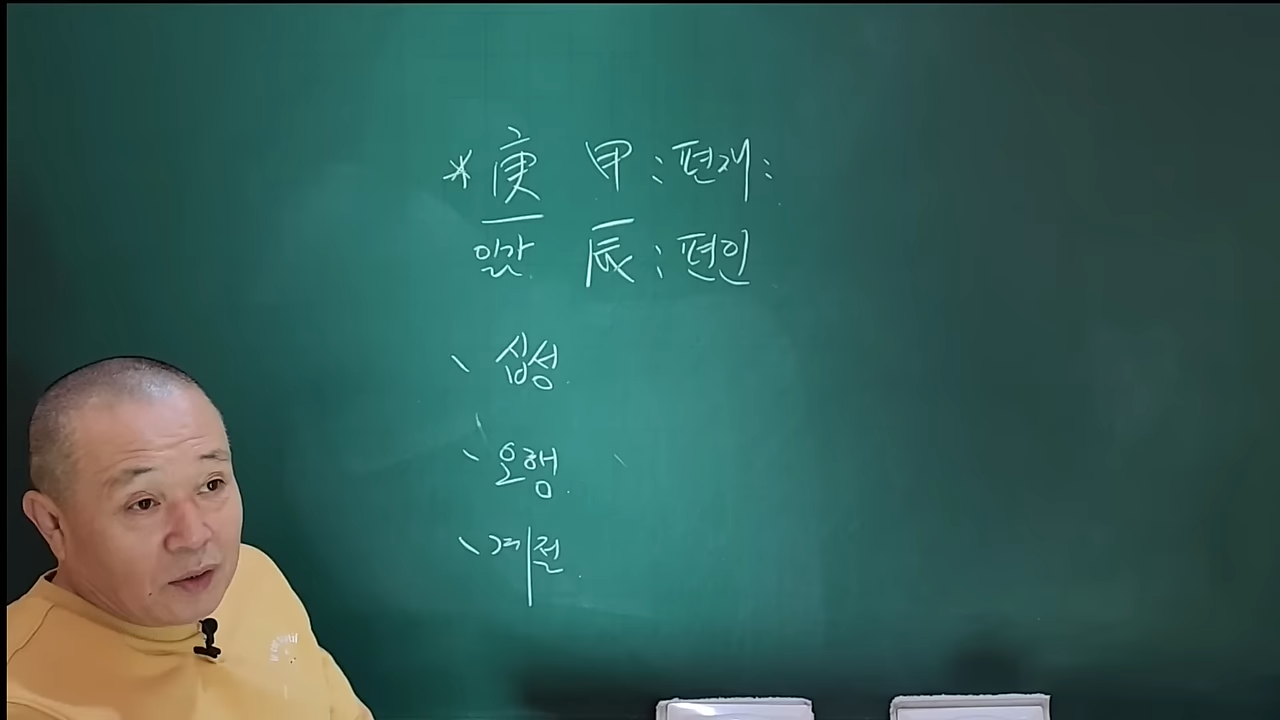 * 庚 甲 : 편재 :
일간 辰 : 편인
、 십성
、 오행
、 계절